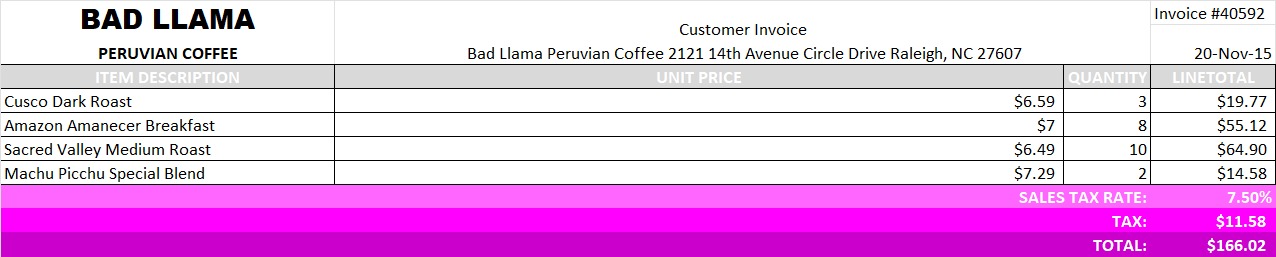 BAD LLAMA
PERUVIAN COFFEE
Customer Invoice
Bad Llama Peruvian Coffee 2121 14th Avenue Circle Drive Raleigh, NC 27607
Invoice #40592
20-Nov-15
ITEM DESCRIPTION UNIT PRICE QUANTITY LINETOTAL
Cusco Dark Roast $6.59 3 $19.77
Amazon Amanecer Breakfast $7 8 $55.12
Sacred Valley Medium Roast $6.49 10 $64.90
Machu Picchu Special Blend $7.29 2 $14.58
SALES TAX RATE: 7.50%
TAX: $11.58
TOTAL: $166.02